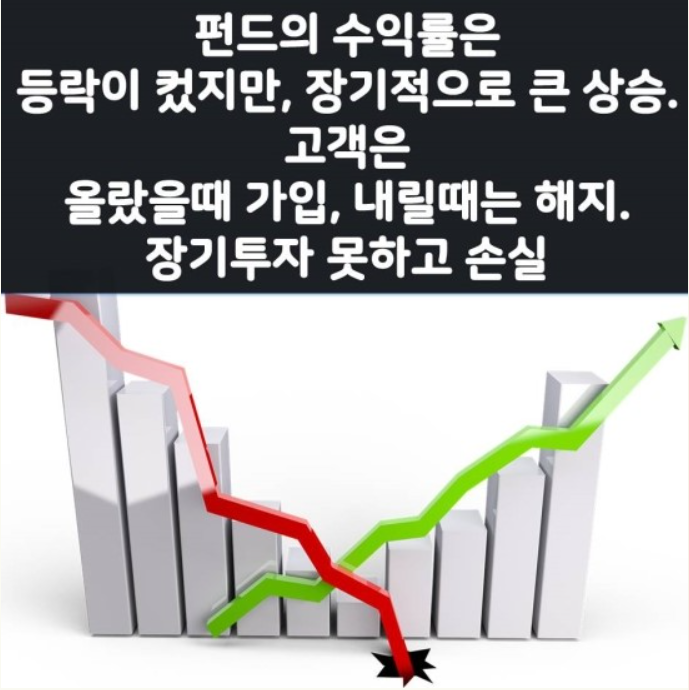 펀드의 수익률은
등락이 컸지만, 장기적으로 큰 상승.
고객은
올랐을때 가입, 내릴때는 해지.
장기투자 못하고 손실